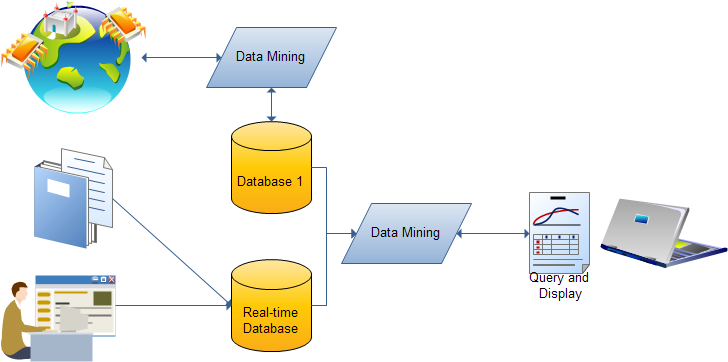 Data Mining
Database 1
Data Mining
Real-time
Database
Query and
Display